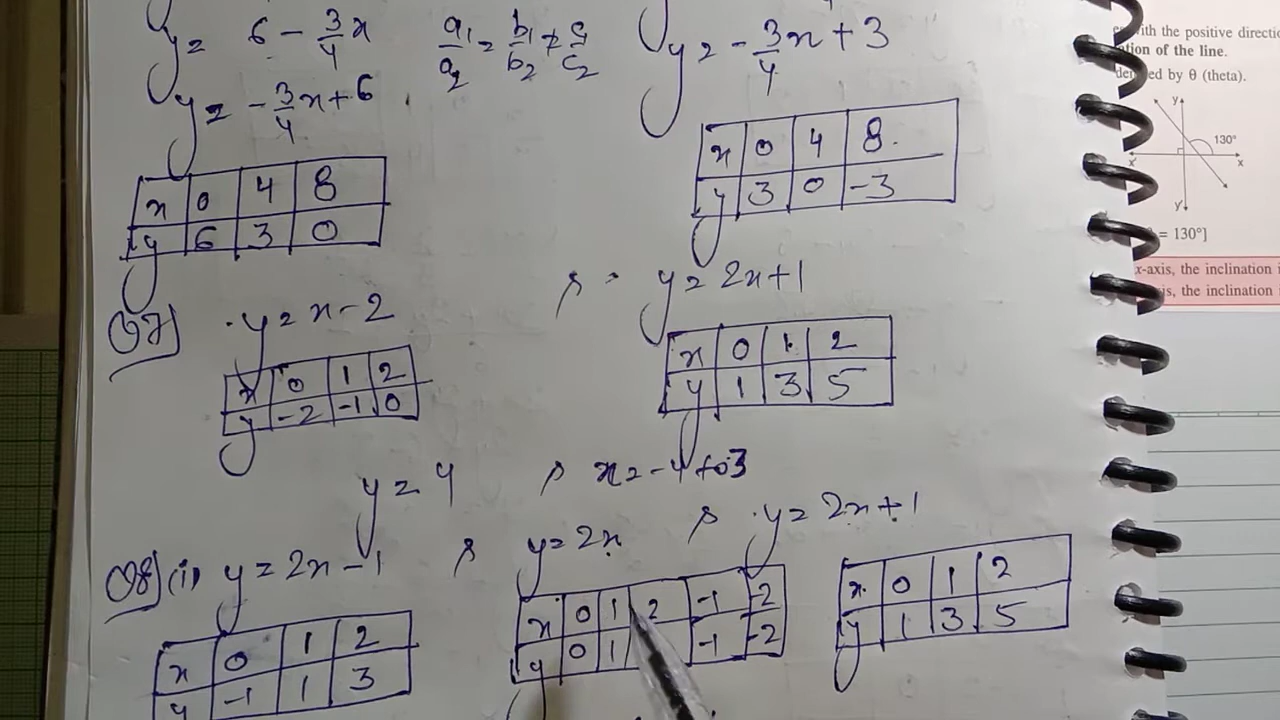 y = 6 - 3/4 x
a1/a2 = b1/b2 ≠ c1/c2
y = -3/4 x + 3
y = -3/4 x + 6
x 0 4 8
y 6 3 0
x 0 4 8
y 3 0 -3
Q7] y = x - 2
y = 2x + 1
x 0 1 2
y -2 -1 0
x 0 1 2
y 1 3 5
y = 4
x = -4 to 3
Q8] (i) y = 2x - 1
y = 2x
y = 2x + 1
x 0 1 2
y -1 1 3
x 0 1 2 -1 -2
y 0 1 -1 -2
x 0 1 2
y 1 3 5
with the positive directio
ation of the line.
by θ (theta).
y
130°
x' x
y'
= 130°]
x-axis, the inclination i
is, the inclination